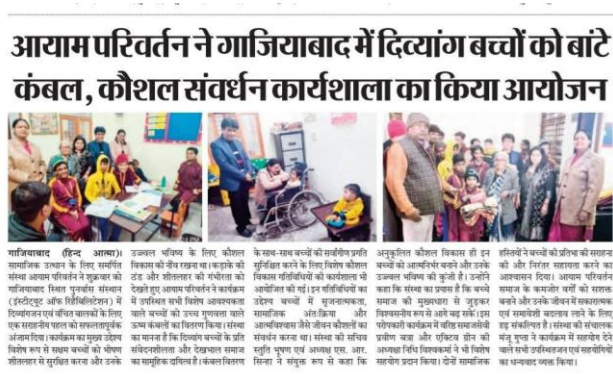 आयाम परिवर्तन ने गाजियाबाद में दिव्यांग बच्चों को बांटे
कंबल, कौशल संवर्धन कार्यशाला का किया आयोजन
गाजियाबाद (हिन्द आत्मा)।
सामाजिक उत्थान के लिए समर्पित
संस्था आयाम परिवर्तन ने शुक्रवार को
गाजियाबाद स्थित पुनर्वास संस्थान
(इंस्टीट्यूट ऑफ रिहैबिलिटेशन) में
दिव्यांगजनों एवं वंचित बालकों के लिए
एक सराहनीय पहल को सफलतापूर्वक
अंजाम दिया। कार्यक्रम का मुख्य उद्देश्य
विशेष रूप से सक्षम बच्चों को भीषण
शीतलहर से सुरक्षित करना और उनके
उज्ज्वल भविष्य के लिए कौशल
विकास की नींव रखना था। कड़ाके की
ठंड और शीतलहर की गंभीरता को
देखते हुए आयाम परिवर्तन ने कार्यक्रम
में उपस्थित सभी विशेष आवश्यकता
वाले बच्चों को उच्च गुणवत्ता वाले
ऊष्म कंबलों का वितरण किया। संस्था
का मानना है कि दिव्यांग बच्चों के प्रति
संवेदनशीलता और देखभाल समाज
का सामूहिक दायित्व है। कंबल वितरण
के साथ-साथ बच्चों की सर्वांगीण प्रगति
सुनिश्चित करने के लिए विशेष कौशल
विकास गतिविधियों की कार्यशाला भी
आयोजित की गई। इन गतिविधियों का
उद्देश्य बच्चों में सृजनात्मकता,
सामाजिक अंत:क्रिया और
आत्मविश्वास जैसे जीवन कौशलों का
संवर्धन करना था। संस्था की सचिव
स्तुति भूषण एवं अध्यक्ष एस. आर.
सिन्हा ने संयुक्त रूप से कहा कि
अनुकूलित कौशल विकास ही इन
बच्चों को आत्मनिर्भर बनाने और उनके
उज्ज्वल भविष्य की कुंजी है। उन्होंने
कहा कि संस्था का प्रयास है कि बच्चे
समाज की मुख्यधारा से जुड़कर
विश्वसनीय रूप से आगे बढ़ सकें। इस
परोपकारी कार्यक्रम में वरिष्ठ समाजसेवी
प्रवीण बत्रा और एक्टिव ग्रीन की
अध्यक्षा निधि विश्वकर्मा ने भी विशेष
सहयोग प्रदान किया। दोनों सामाजिक
हस्तियों ने बच्चों की प्रतिभा की सराहना
की और निरंतर सहायता करने का
आश्वासन दिया। आयाम परिवर्तन
समाज के कमजोर वर्गों को सशक्त
बनाने और उनके जीवन में सकारात्मक
एवं समावेशी बदलाव लाने के लिए
दृढ़ संकल्पित है। संस्था की संचालक
मंजू गुप्ता ने कार्यक्रम में सहयोग देने
वाले सभी उपस्थितजन एवं सहयोगियों
का धन्यवाद व्यक्त किया।